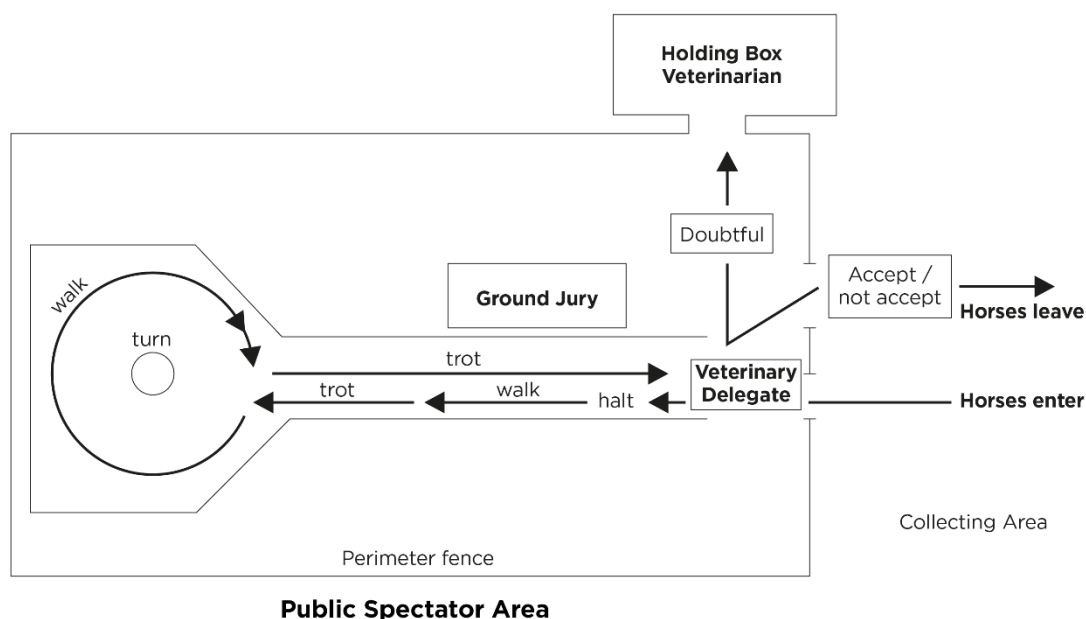 Holding Box
Veterinarian
Doubtful
Accept /
not accept
Horses leave
Ground Jury
walk
turn
trot
Veterinary
Delegate
trot
walk
halt
Horses enter
Collecting Area
Perimeter fence
Public Spectator Area